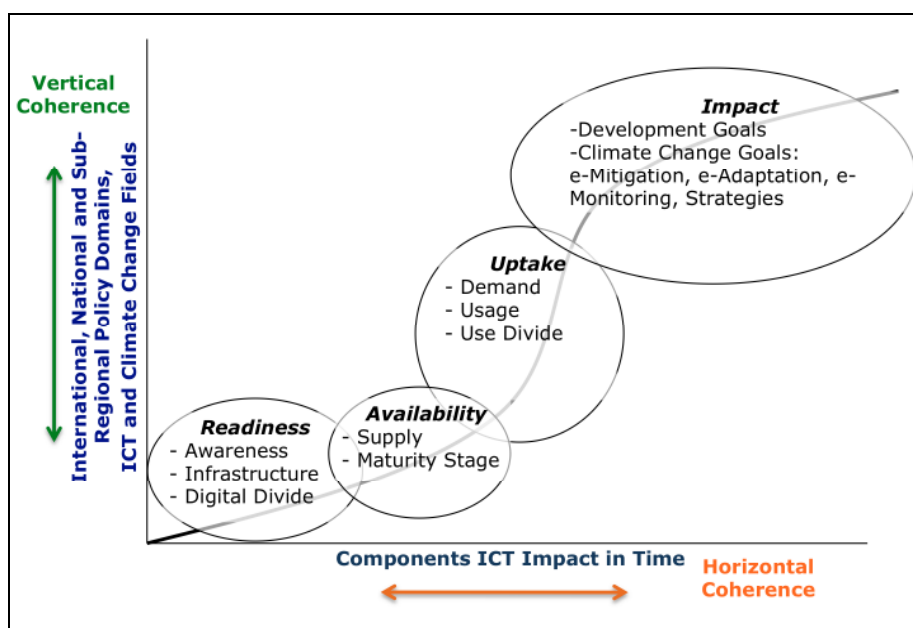 Vertical
Coherence
International, National and Sub-
Regional Policy Domains,
ICT and Climate Change Fields
Impact
-Development Goals
-Climate Change Goals:
e-Mitigation, e-Adaptation, e-
Monitoring, Strategies
Uptake
- Demand
- Usage
- Use Divide
Availability
- Supply
- Maturity Stage
Readiness
- Awareness
- Infrastructure
- Digital Divide
Components ICT Impact in Time
Horizontal
Coherence